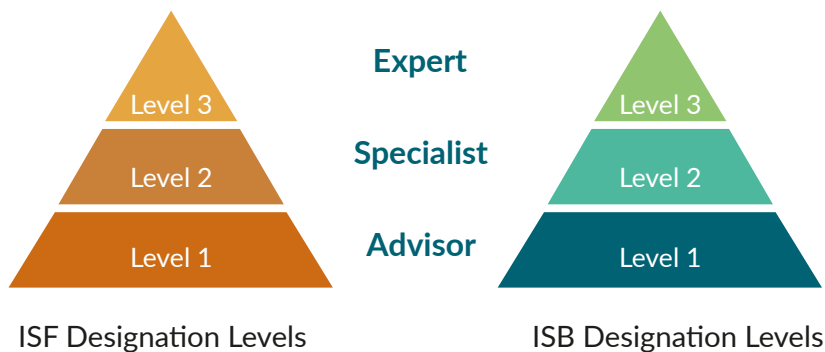 Expert
Level 3
Level 3
Specialist
Level 2
Level 2
Advisor
Level 1
Level 1
ISF Designation Levels
ISB Designation Levels